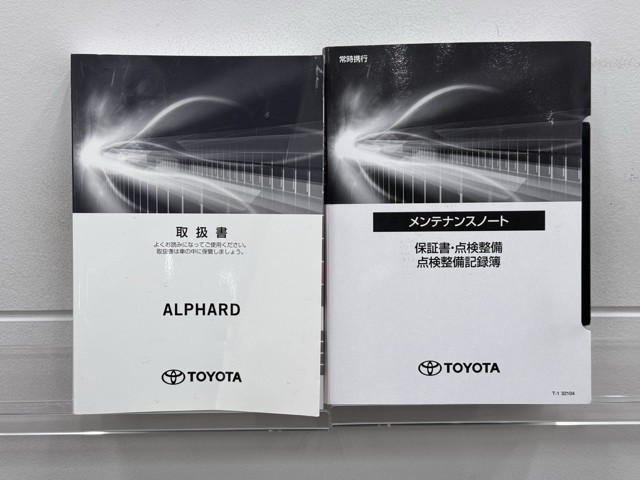 取扱書
よくお読みになってご使用ください。
取扱書は車の中に保管しましょう。
ALPHARD
TOYOTA
常時携行
メンテナンスノート
保証書・点検整備
点検整備記録簿
TOYOTA
T-1 32104